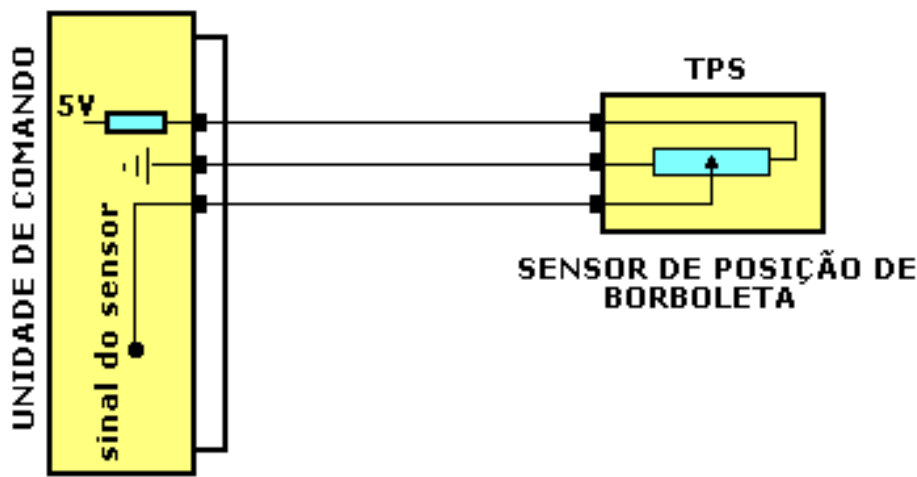 UNIDADE DE COMANDO
5V
sinal do sensor
TPS
SENSOR DE POSIÇÃO DE
BORBOLETA